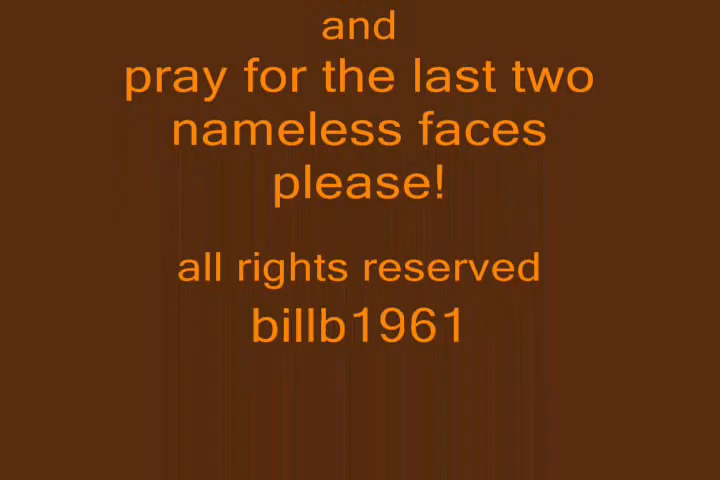 and
pray for the last two
nameless faces
please!
all rights reserved
billb1961